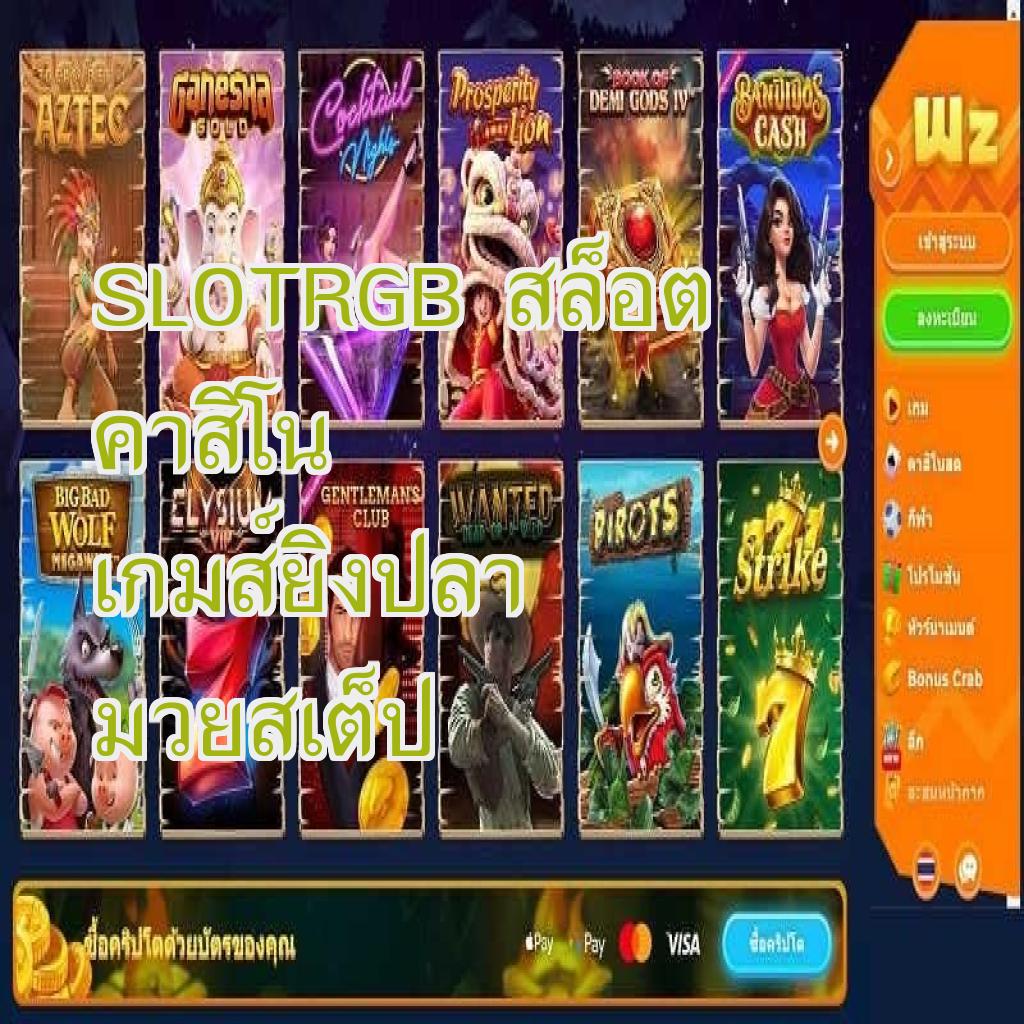 TREASURES OF
AZTEC
Ganesha
GOLD
Cocktail
Nights
Prosperity
Lion
BOOK OF
DEMI GODS IV
BANDIDOS
CASH
Wz
เข้าสู่ระบบ
ลงทะเบียน
SLOTRGB สล็อต
คาสิโน
เกมส์ยิงปลา
มวยสเต็ป
เกม
คาสิโนสด
กีฬา
โปรโมชั่น
ทัวร์นาเมนต์
Bonus Crab
สะสมหน้ากาก
BIG BAD
WOLF
ELYSIUM
VIP
GENTLEMAN'S
CLUB
WANTED
DEAD OR A WILD
PIROTS
777
Strike
7
ซื้อคริปโตด้วยบัตรของคุณ
Pay
Pay
VISA
ซื้อคริปโต